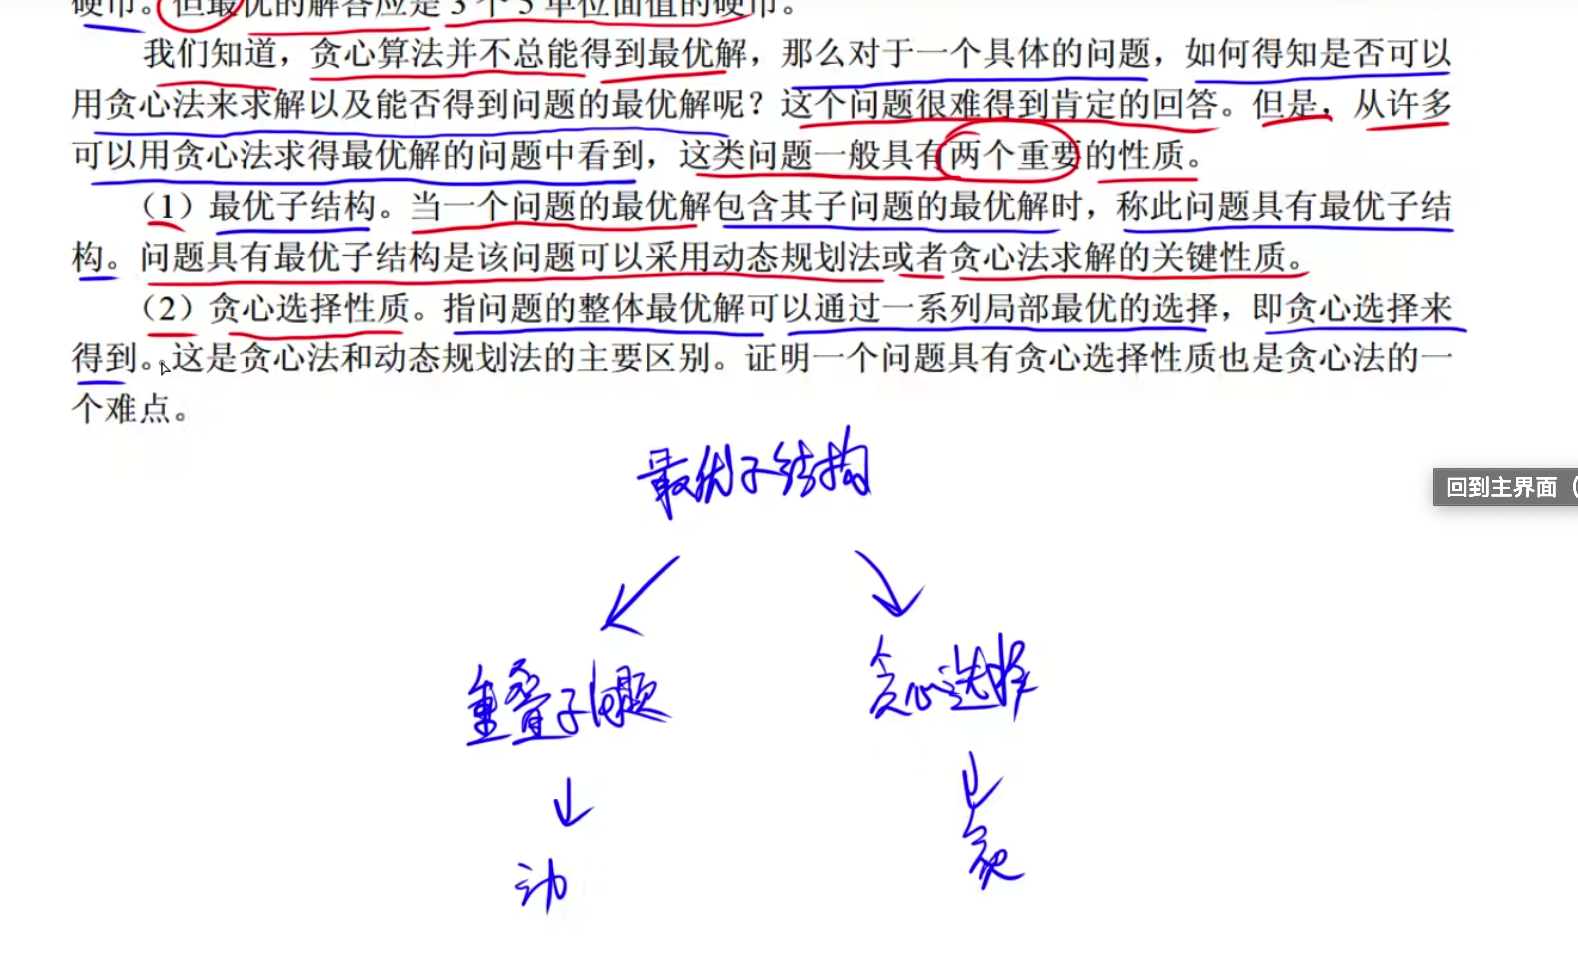 硬币。但最优的解答应是 3 个 5 单位面值的硬币。
我们知道，贪心算法并不总能得到最优解，那么对于一个具体的问题，如何得知是否可以
用贪心法来求解以及能否得到问题的最优解呢？这个问题很难得到肯定的回答。但是，从许多
可以用贪心法求得最优解的问题中看到，这类问题一般具有两个重要的性质。
（1）最优子结构。当一个问题的最优解包含其子问题的最优解时，称此问题具有最优子结
构。问题具有最优子结构是该问题可以采用动态规划法或者贪心法求解的关键性质。
（2）贪心选择性质。指问题的整体最优解可以通过一系列局部最优的选择，即贪心选择来
得到。这是贪心法和动态规划法的主要区别。证明一个问题具有贪心选择性质也是贪心法的一
个难点。
最优子结构
回到主界面（
重叠子问题
贪心选择
动
贪